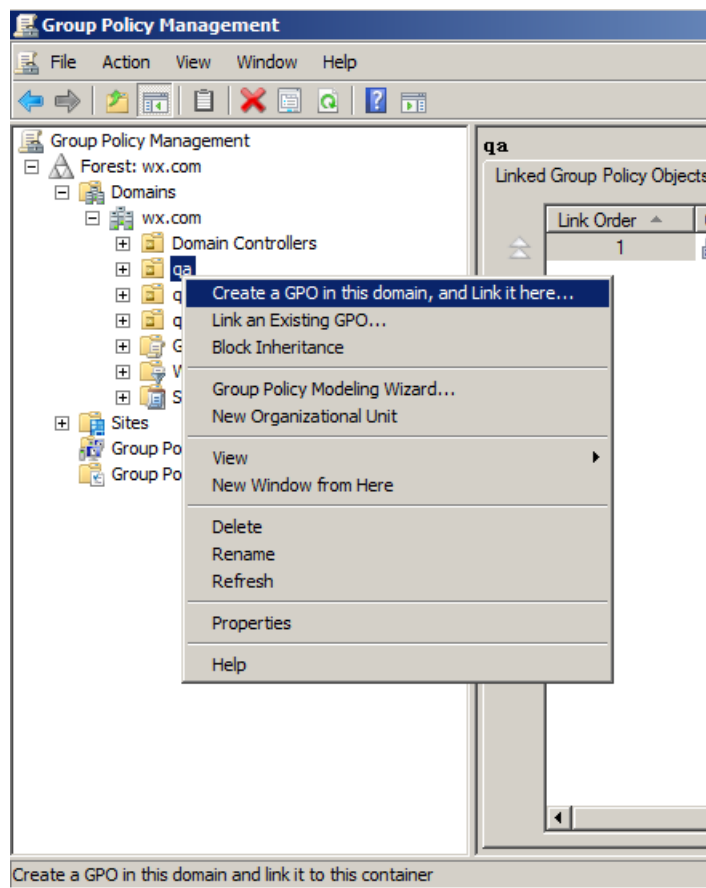 Group Policy Management
File Action View Window Help
Group Policy Management
Forest: wx.com
Domains
wx.com
Domain Controllers
qa
q
q
G
W
S
Sites
Group Po
Group Po
qa
Linked Group Policy Objects
Link Order
1
Create a GPO in this domain, and Link it here...
Link an Existing GPO...
Block Inheritance
Group Policy Modeling Wizard...
New Organizational Unit
View
New Window from Here
Delete
Rename
Refresh
Properties
Help
Create a GPO in this domain and link it to this container